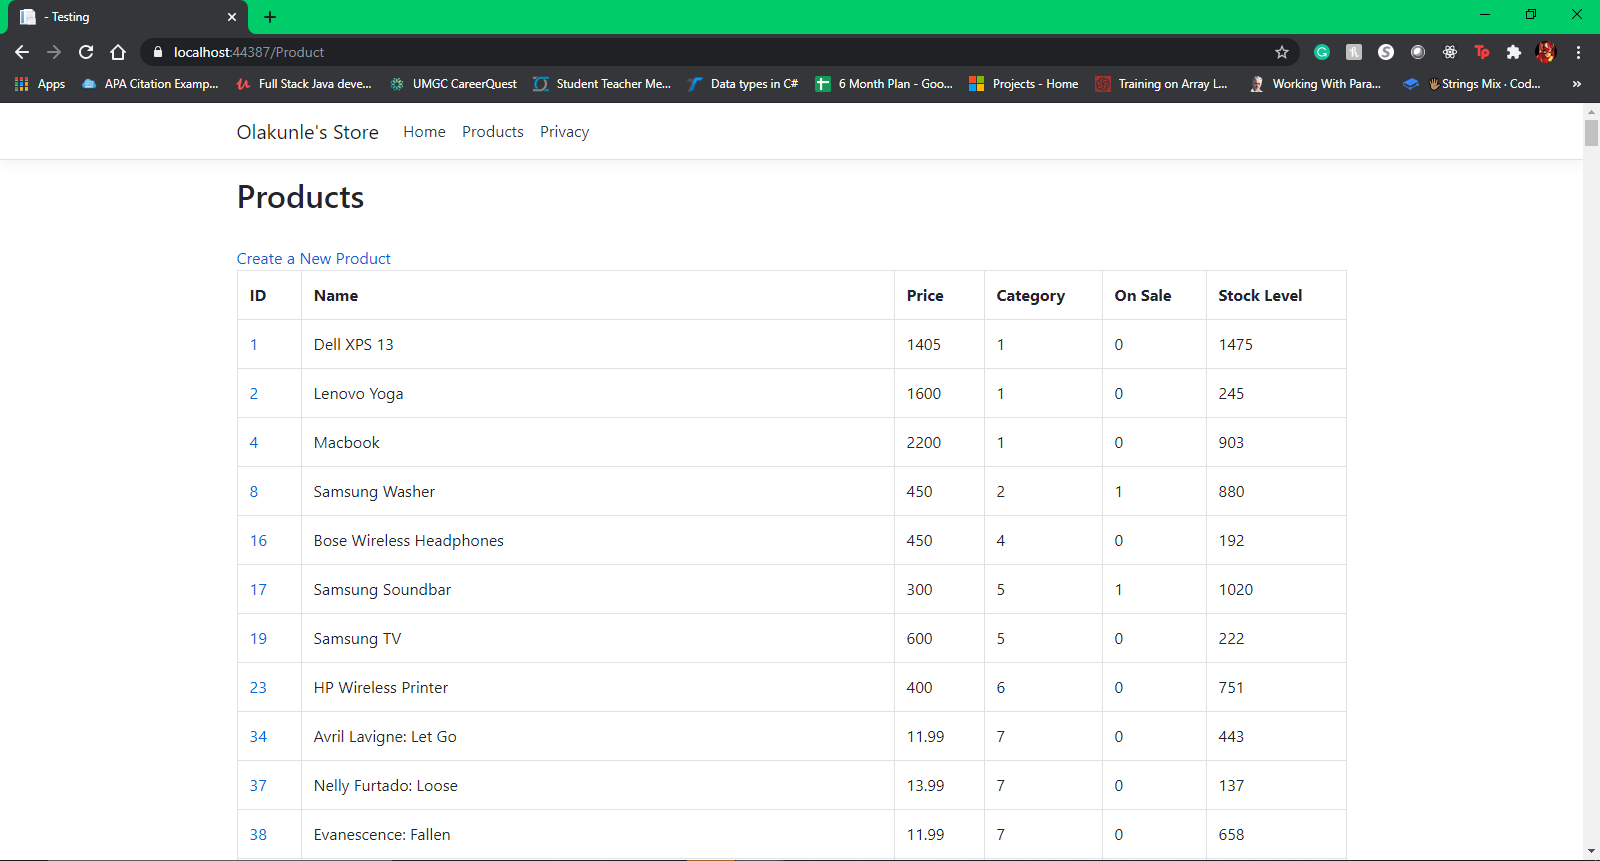 - Testing
localhost:44387/Product
Apps APA Citation Examp... Full Stack Java deve... UMGC CareerQuest Student Teacher Me... Data types in C# 6 Month Plan - Goo... Projects - Home Training on Array L... Working With Para... Strings Mix · Cod... »
Olakunle's Store Home Products Privacy
Products
Create a New Product
ID Name Price Category On Sale Stock Level
1 Dell XPS 13 1405 1 0 1475
2 Lenovo Yoga 1600 1 0 245
4 Macbook 2200 1 0 903
8 Samsung Washer 450 2 1 880
16 Bose Wireless Headphones 450 4 0 192
17 Samsung Soundbar 300 5 1 1020
19 Samsung TV 600 5 0 222
23 HP Wireless Printer 400 6 0 751
34 Avril Lavigne: Let Go 11.99 7 0 443
37 Nelly Furtado: Loose 13.99 7 0 137
38 Evanescence: Fallen 11.99 7 0 658